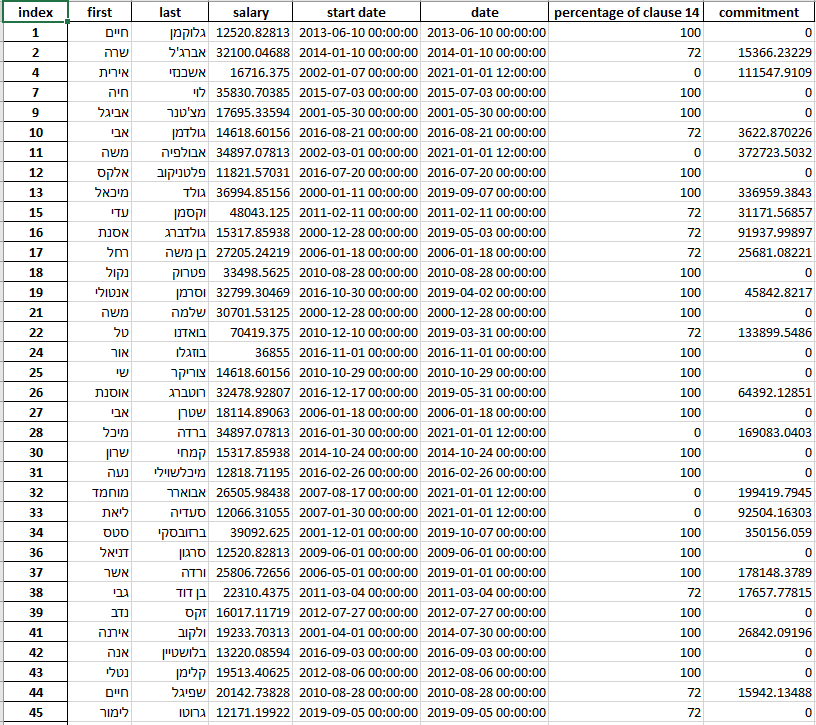 index first last salary start date date percentage of clause 14 commitment
1 חיים גלוקמן 12520.82813 2013-06-10 00:00:00 2013-06-10 00:00:00 100 0
2 שרה אברג'ל 32100.04688 2014-01-10 00:00:00 2014-01-10 00:00:00 72 15366.23229
4 אירית אשכנזי 16716.375 2002-01-07 00:00:00 2021-01-01 12:00:00 0 111547.9109
7 חיה לוי 35830.70385 2015-07-03 00:00:00 2015-07-03 00:00:00 100 0
9 אביגל מצ'טנר 17695.33594 2001-05-30 00:00:00 2001-05-30 00:00:00 100 0
10 אבי גולדמן 14618.60156 2016-08-21 00:00:00 2016-08-21 00:00:00 72 3622.870226
11 משה אבולפיה 34897.07813 2002-03-01 00:00:00 2021-01-01 12:00:00 0 372723.5032
12 אלקס פלטניקוב 11821.57031 2016-07-20 00:00:00 2016-07-20 00:00:00 100 0
13 מיכאל גולד 36994.85156 2000-01-11 00:00:00 2019-09-07 00:00:00 100 336959.3843
15 עדי וקסמן 48043.125 2011-02-11 00:00:00 2011-02-11 00:00:00 72 31171.56857
16 אסנת גולדברג 15317.85938 2000-12-28 00:00:00 2019-05-03 00:00:00 72 91937.99897
17 רחל בן משה 27205.24219 2006-01-18 00:00:00 2006-01-18 00:00:00 72 25681.08221
18 נקול פטרוק 33498.5625 2010-08-28 00:00:00 2010-08-28 00:00:00 100 0
19 אנטולי וסרמן 32799.30469 2016-10-30 00:00:00 2019-04-02 00:00:00 100 45842.8217
21 משה שלמה 30701.53125 2000-12-28 00:00:00 2000-12-28 00:00:00 100 0
22 טל בואדנו 70419.375 2010-12-10 00:00:00 2019-03-31 00:00:00 72 133899.5486
24 אור בוזגלו 36855 2016-11-01 00:00:00 2016-11-01 00:00:00 100 0
25 שי צוריקר 14618.60156 2010-10-29 00:00:00 2010-10-29 00:00:00 100 0
26 אוסנת רוטברג 32478.92807 2016-12-17 00:00:00 2019-05-31 00:00:00 100 64392.12851
27 אבי שטרן 18114.89063 2006-01-18 00:00:00 2006-01-18 00:00:00 100 0
28 מיכל ברדה 34897.07813 2016-01-30 00:00:00 2021-01-01 12:00:00 0 169083.0403
30 שרון קמחי 15317.85938 2014-10-24 00:00:00 2014-10-24 00:00:00 100 0
31 נעה מיכלשוילי 12818.71195 2016-02-26 00:00:00 2016-02-26 00:00:00 100 0
32 מוחמד אבוארר 26505.98438 2007-08-17 00:00:00 2021-01-01 12:00:00 0 199419.7945
33 ליאת סעדיה 12066.31055 2007-01-30 00:00:00 2021-01-01 12:00:00 0 92504.16303
34 סטס ברזובסקי 39092.625 2001-12-01 00:00:00 2019-10-07 00:00:00 100 350156.059
36 דניאל סרגון 12520.82813 2009-06-01 00:00:00 2009-06-01 00:00:00 100 0
37 אשר ורדה 25806.72656 2006-05-01 00:00:00 2019-01-01 00:00:00 100 178148.3789
38 גבי בן דוד 22310.4375 2011-03-04 00:00:00 2011-03-04 00:00:00 72 17657.77815
39 נדב זקס 16017.11719 2012-07-27 00:00:00 2012-07-27 00:00:00 100 0
41 אירנה ולקוב 19233.70313 2001-04-01 00:00:00 2014-07-30 00:00:00 100 26842.09196
42 אנה בלושטיין 13220.08594 2016-09-03 00:00:00 2016-09-03 00:00:00 100 0
43 נטלי קלימן 19513.40625 2012-08-06 00:00:00 2012-08-06 00:00:00 100 0
44 חיים שפיגל 20142.73828 2010-08-28 00:00:00 2010-08-28 00:00:00 72 15942.13488
45 לימור גרוטו 12171.19922 2019-09-05 00:00:00 2019-09-05 00:00:00 72 0